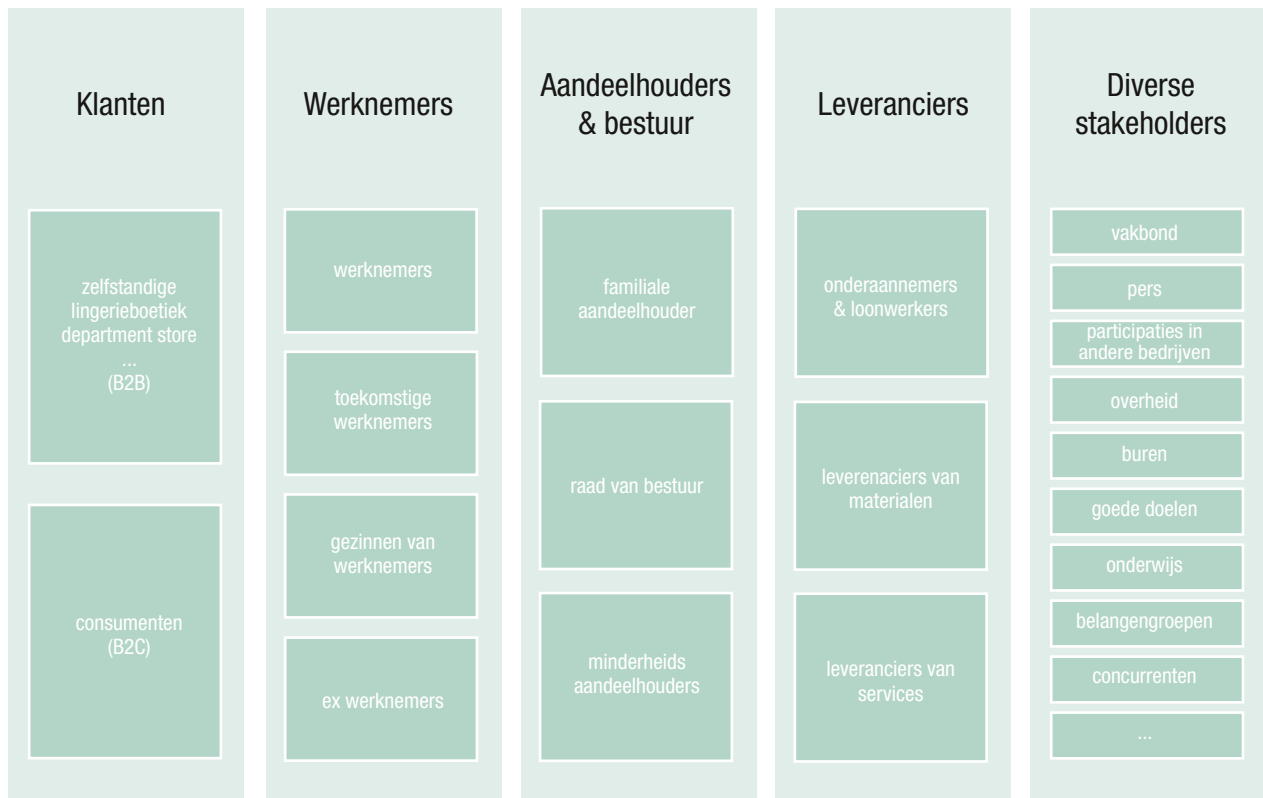 Klanten
zelfstandige
lingerieboetiek
department store
...
(B2B)
consumenten
(B2C)
Werknemers
werknemers
toekomstige
werknemers
gezinnen van
werknemers
ex werknemers
Aandeelhouders
& bestuur
familiale
aandeelhouder
raad van bestuur
minderheids
aandeelhouders
Leveranciers
onderaannemers
& loonwerkers
leverenaciers van
materialen
leveranciers van
services
Diverse
stakeholders
vakbond
pers
participaties in
andere bedrijven
overheid
buren
goede doelen
onderwijs
belangengroepen
concurrenten
...